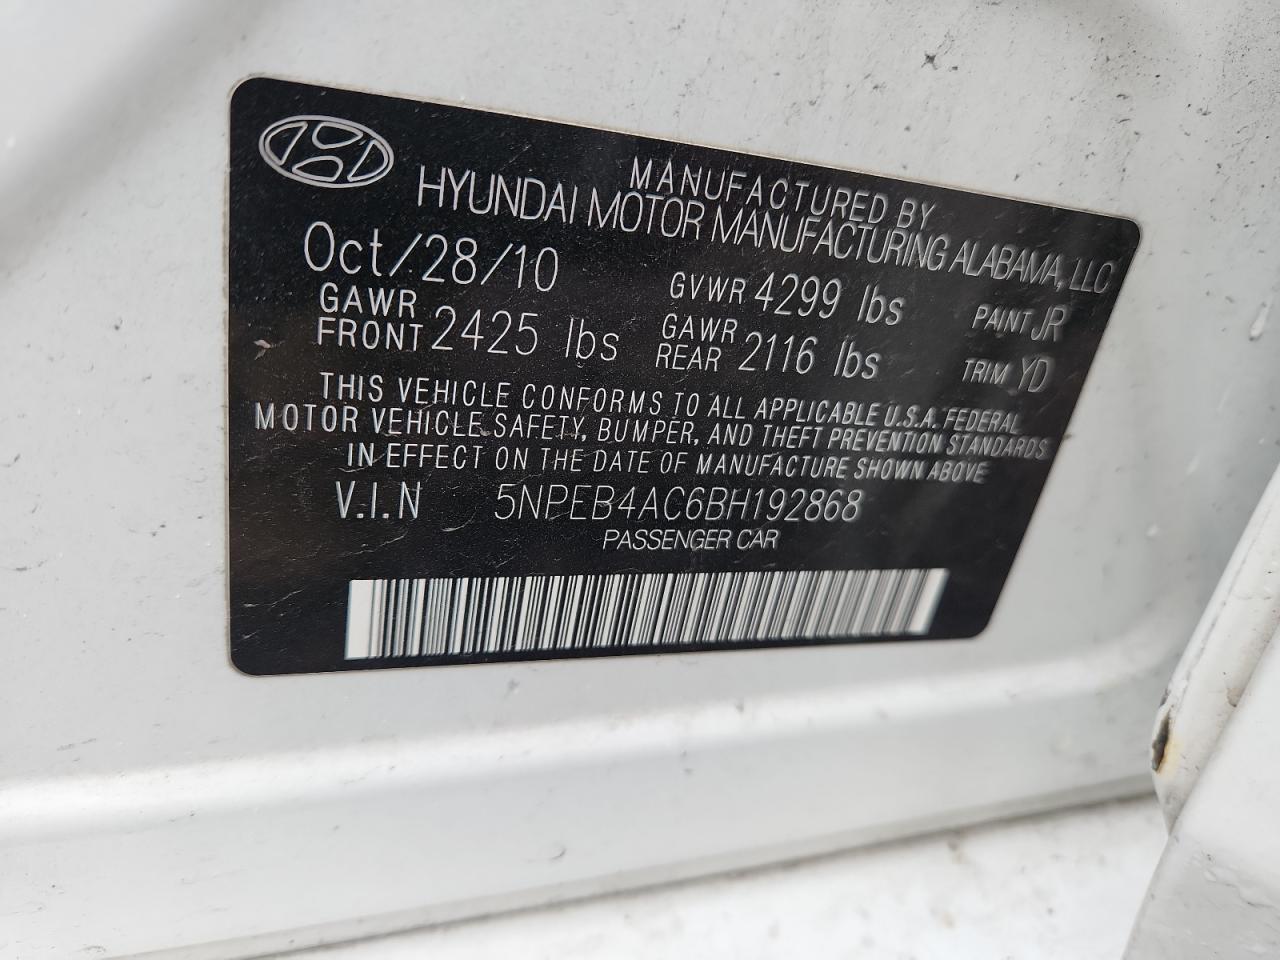 MANUFACTURED BY
HYUNDAI MOTOR MANUFACTURING ALABAMA, LLC
Oct/28/10 GVWR 4299 lbs PAINT JR
GAWR FRONT 2425 lbs GAWR REAR 2116 lbs TRIM YD
THIS VEHICLE CONFORMS TO ALL APPLICABLE U.S.A. FEDERAL
MOTOR VEHICLE SAFETY, BUMPER, AND THEFT PREVENTION STANDARDS
IN EFFECT ON THE DATE OF MANUFACTURE SHOWN ABOVE
V.I.N 5NPEB4AC6BH192868
PASSENGER CAR